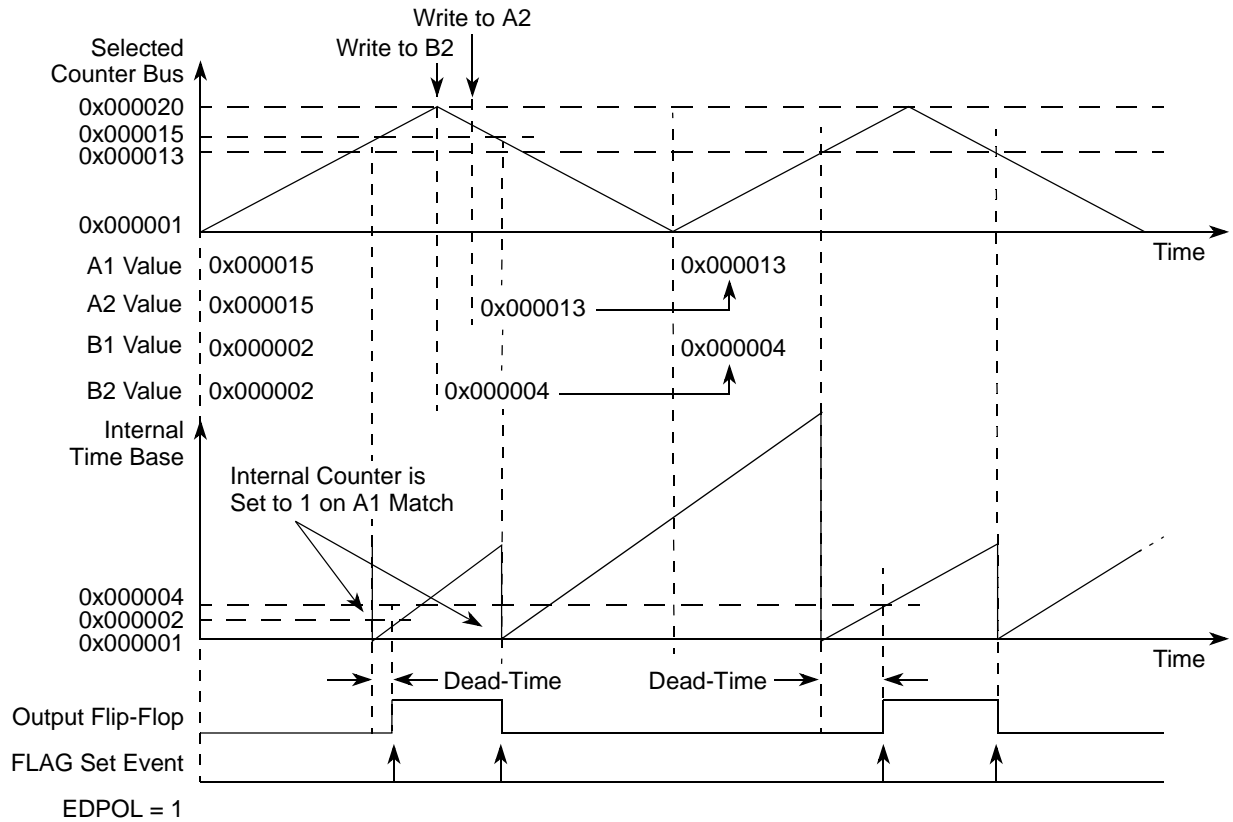 Write to A2
Write to B2
Selected
Counter Bus
0x000020
0x000015
0x000013
0x000001
Time
A1 Value 0x000015 0x000013
A2 Value 0x000015 0x000013
B1 Value 0x000002 0x000004
B2 Value 0x000002 0x000004
Internal
Time Base
Internal Counter is
Set to 1 on A1 Match
0x000004
0x000002
0x000001
Time
Dead-Time Dead-Time
Output Flip-Flop
FLAG Set Event
EDPOL = 1